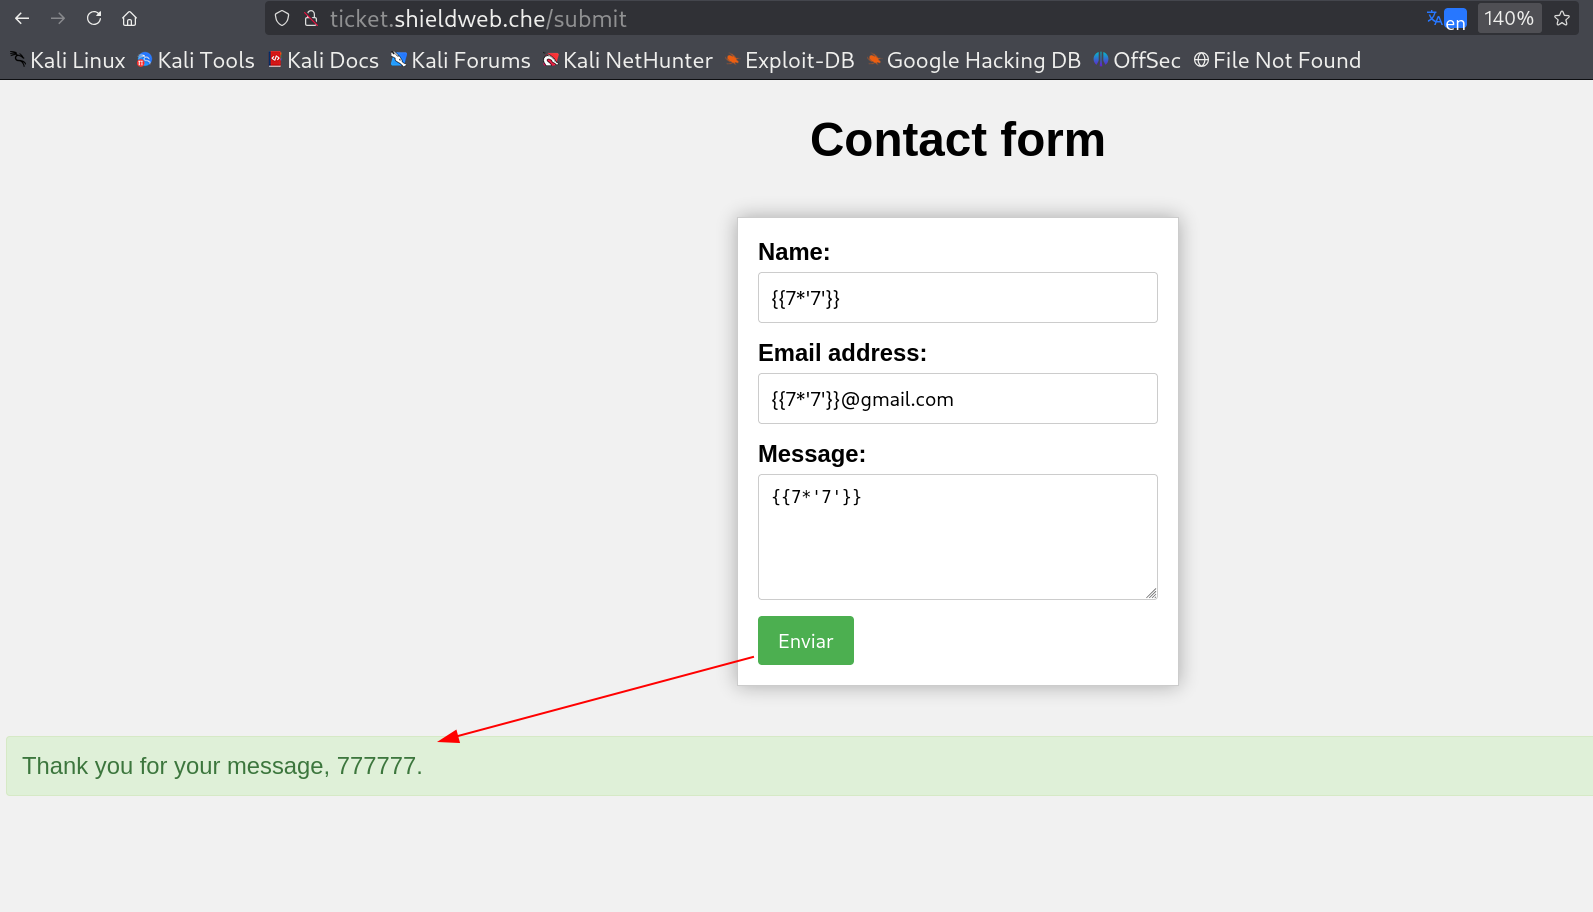 ticket.shieldweb.che/submit
en
140%
Kali Linux Kali Tools Kali Docs Kali Forums Kali NetHunter Exploit-DB Google Hacking DB OffSec File Not Found
Contact form
Name:
{{7*'7'}}
Email address:
{{7*'7'}}@gmail.com
Message:
{{7*'7'}}
Enviar
Thank you for your message, 777777.